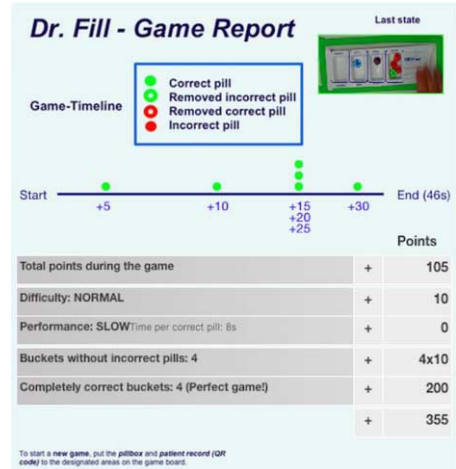 Dr. Fill - Game Report
Last state
Game-Timeline
Correct pill
Removed incorrect pill
Removed correct pill
Incorrect pill
Start
End (46s)
+5
+10
+15
+30
+20
+25
Points
Total points during the game + 105
Difficulty: NORMAL + 10
Performance: SLOW Time per correct pill: 8s + 0
Buckets without incorrect pills: 4 + 4x10
Completely correct buckets: 4 (Perfect game!) + 200
+ 355
To start a new game, put the pillbox and patient record (QR
code) to the designated areas on the game board.